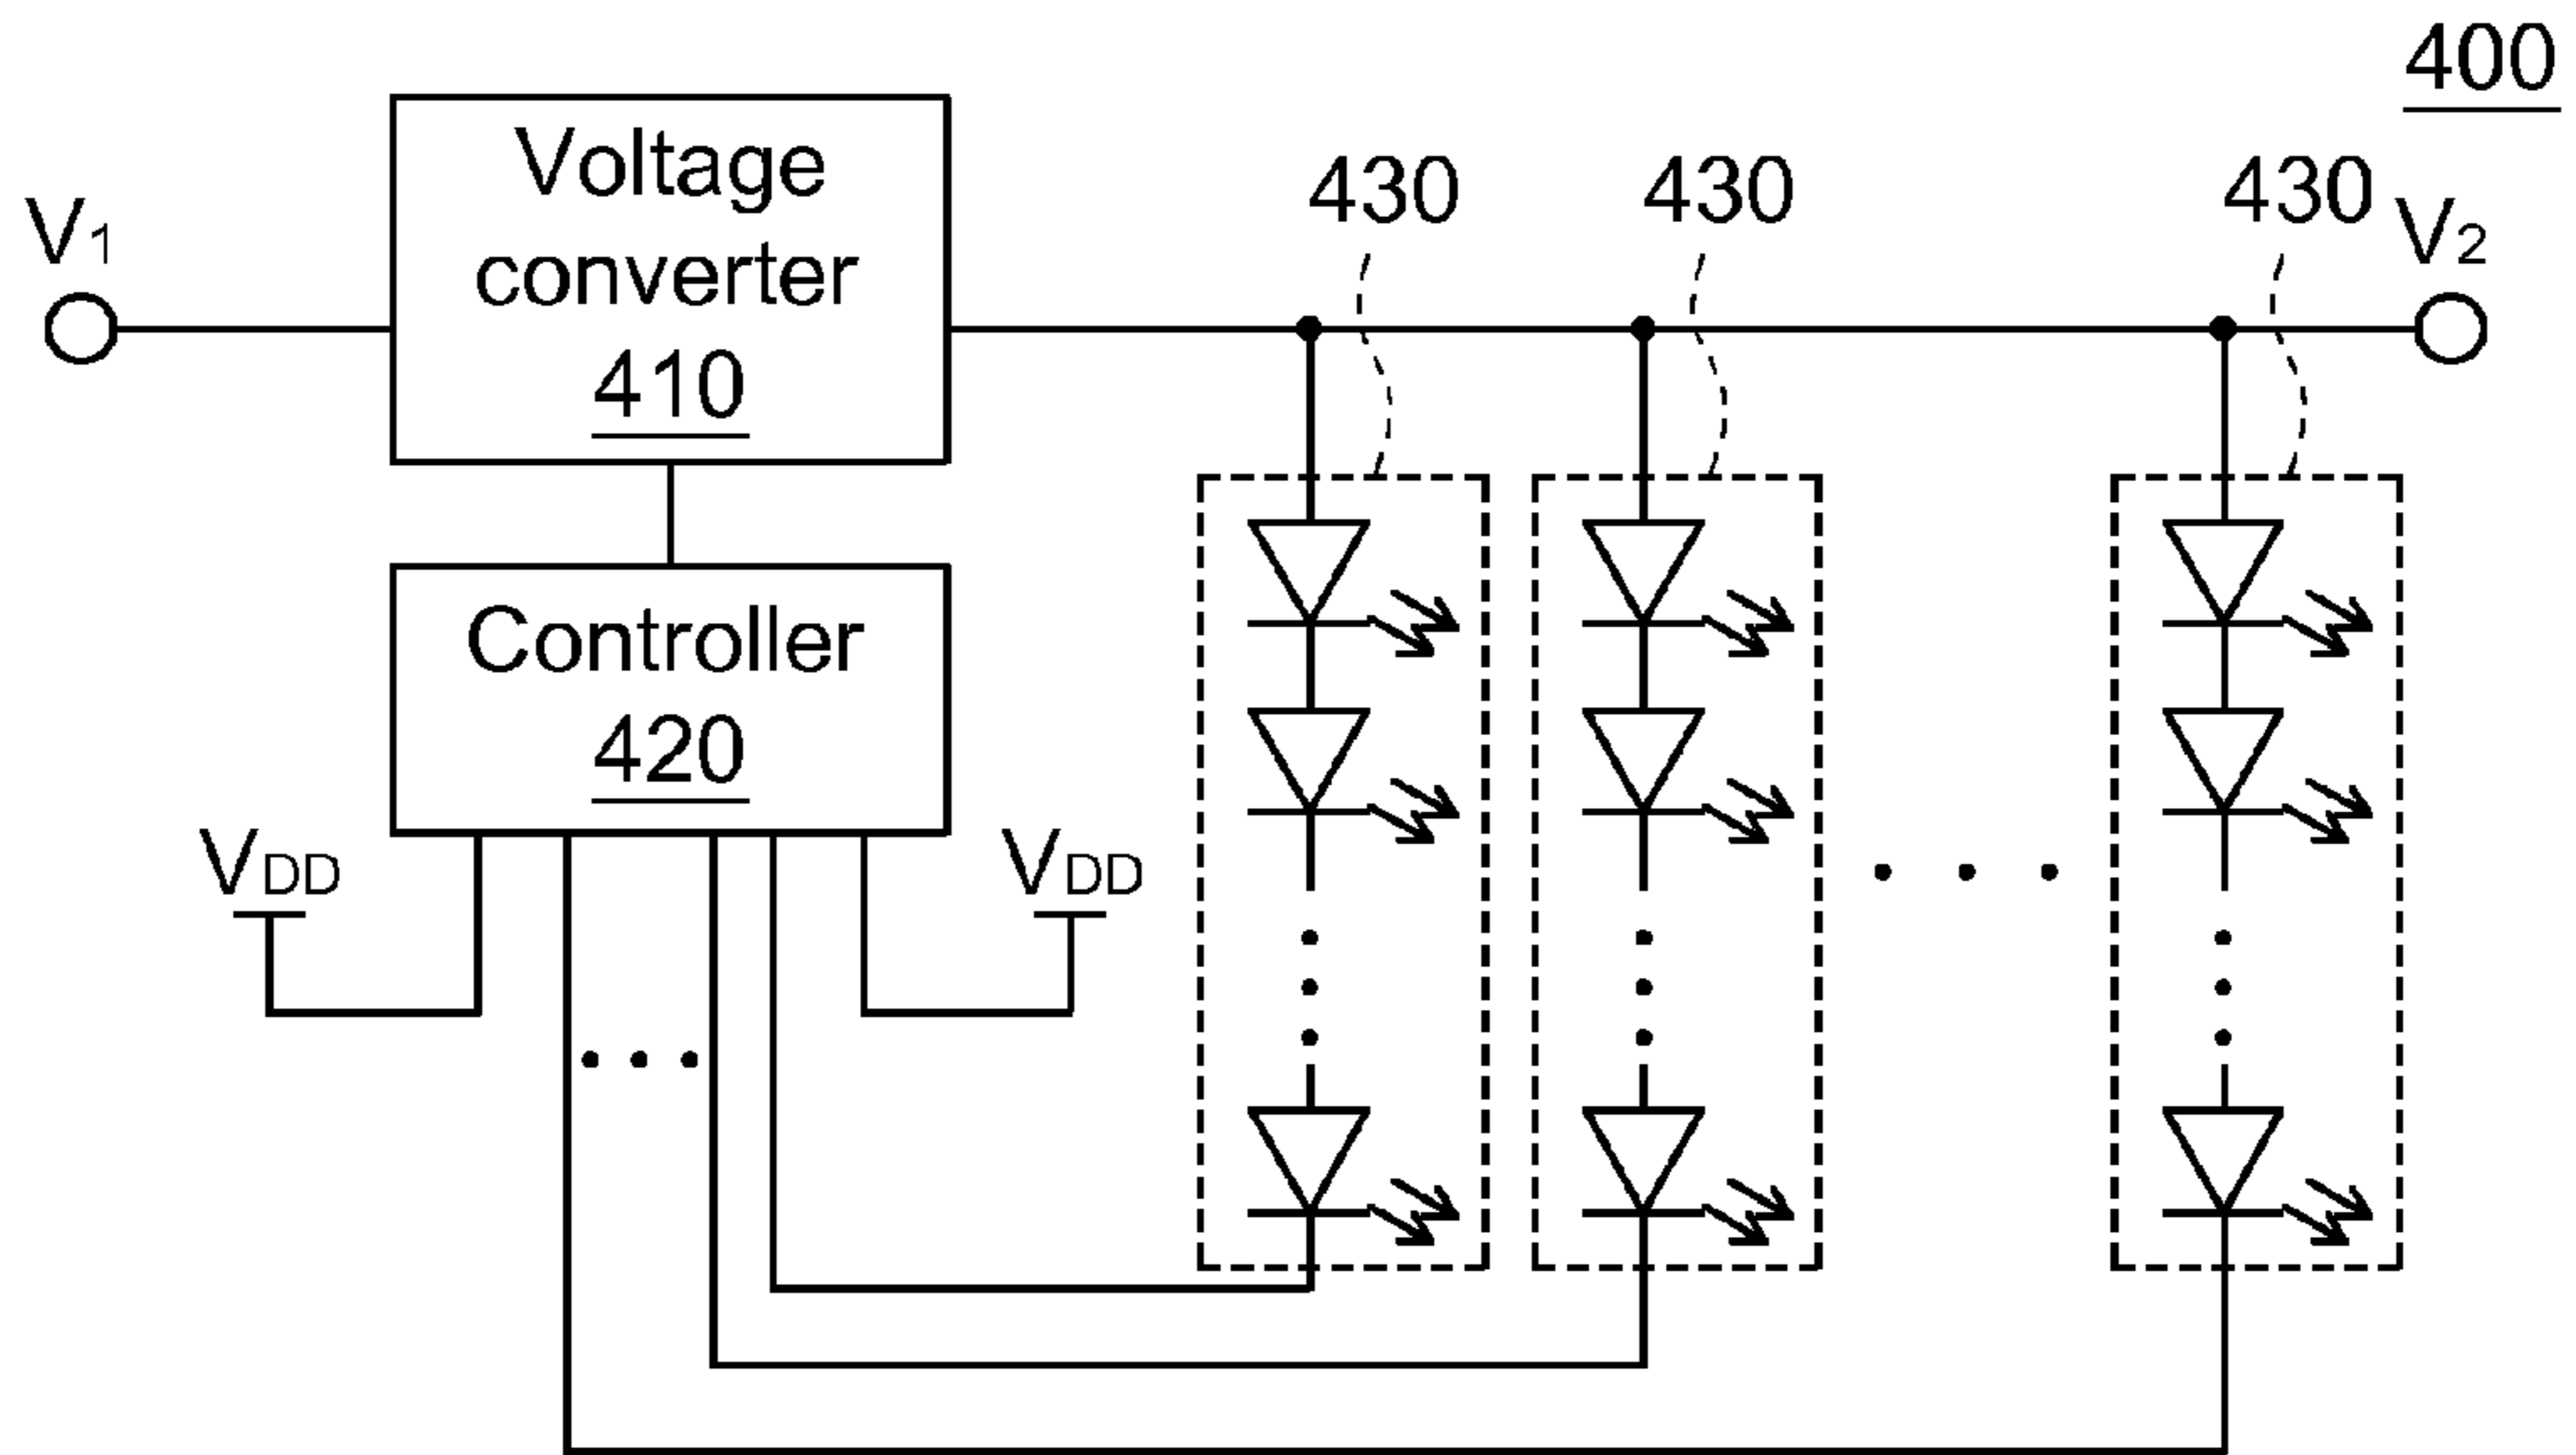 400
430
430
430
V1
V2
Voltage
converter
410
Controller
420
VDD
VDD